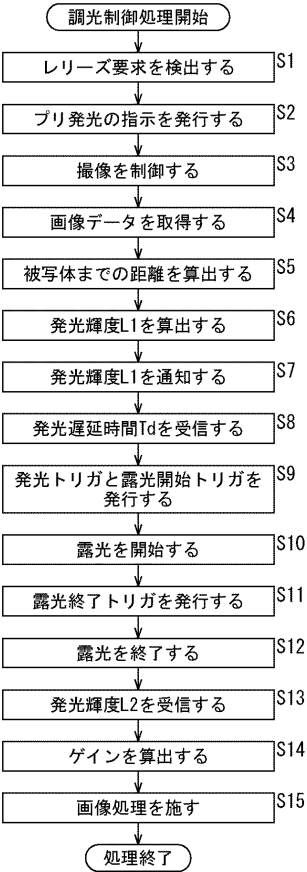 調光制御処理開始
レリーズ要求を検出する S1
プリ発光の指示を発行する S2
撮像を制御する S3
画像データを取得する S4
被写体までの距離を算出する S5
発光輝度L1を算出する S6
発光輝度L1を通知する S7
発光遅延時間Tdを受信する S8
発光トリガと露光開始トリガを S9
発行する
露光を開始する S10
露光終了トリガを発行する S11
露光を終了する S12
発光輝度L2を受信する S13
ゲインを算出する S14
画像処理を施す S15
処理終了